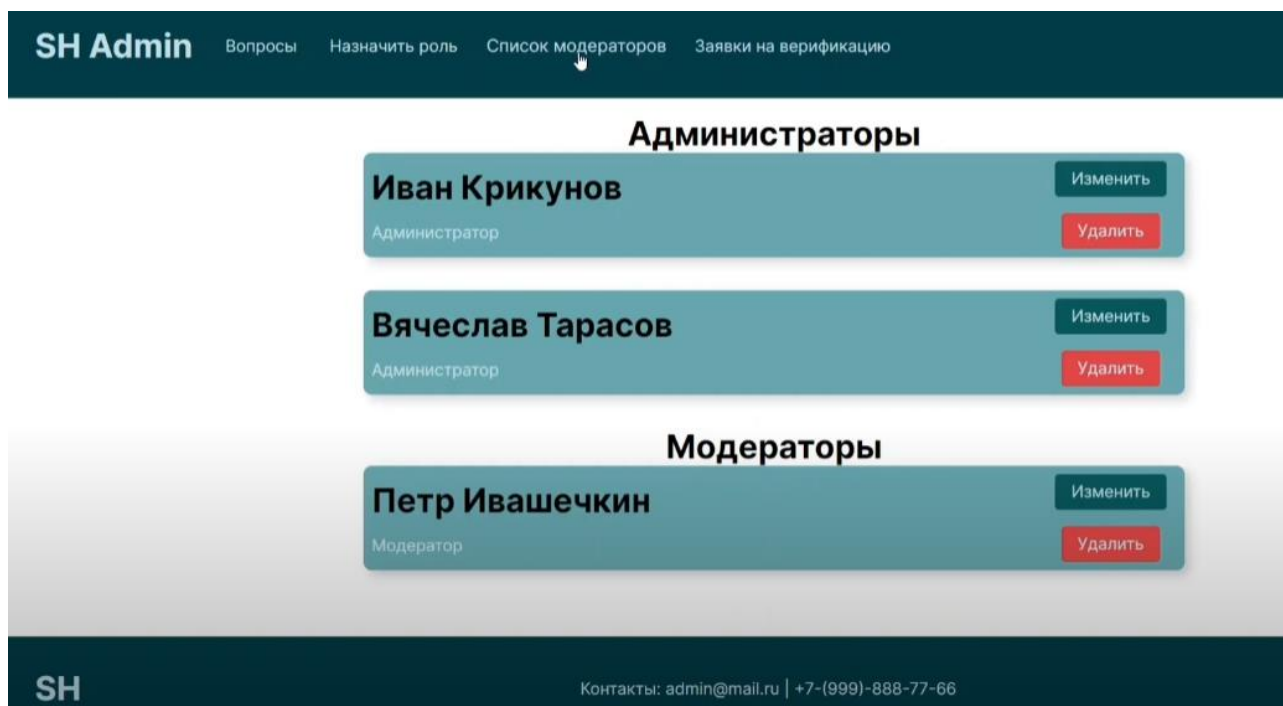 SH Admin Вопросы Назначить роль Список модераторов Заявки на верификацию
Администраторы
Иван Крикунов
Изменить
Администратор
Удалить
Вячеслав Тарасов
Изменить
Администратор
Удалить
Модераторы
Петр Ивашечкин
Изменить
Модератор
Удалить
SH
Контакты: admin@mail.ru | +7-(999)-888-77-66